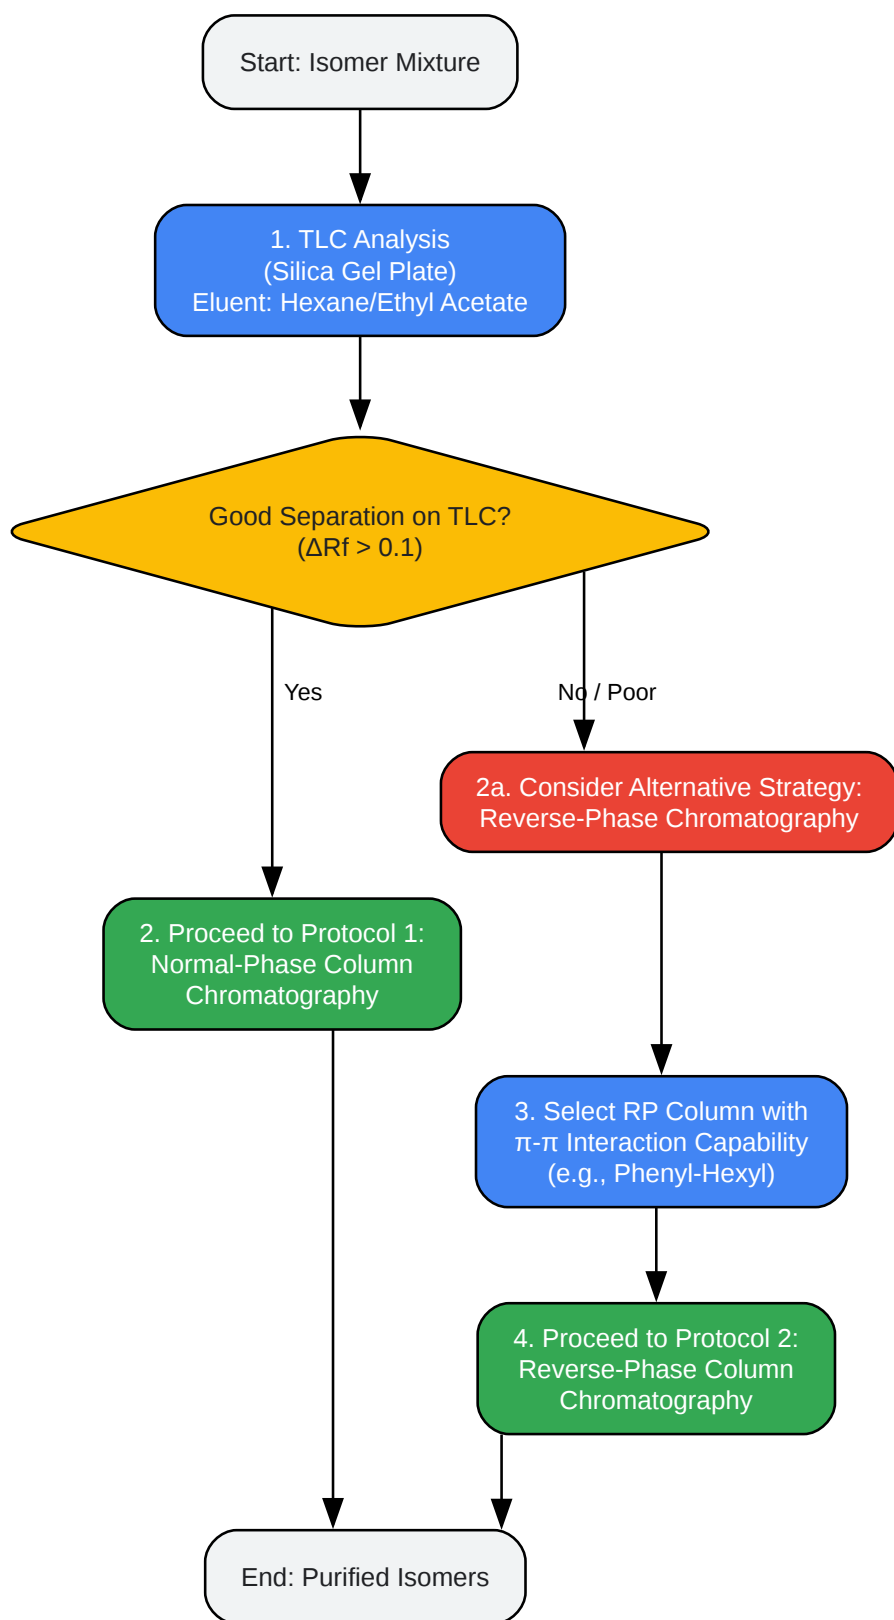 Start: Isomer Mixture
1. TLC Analysis
(Silica Gel Plate)
Eluent: Hexane/Ethyl Acetate
Good Separation on TLC?
(ΔRf > 0.1)
Yes
No / Poor
2a. Consider Alternative Strategy:
Reverse-Phase Chromatography
2. Proceed to Protocol 1:
Normal-Phase Column
Chromatography
3. Select RP Column with
π-π Interaction Capability
(e.g., Phenyl-Hexyl)
4. Proceed to Protocol 2:
Reverse-Phase Column
Chromatography
End: Purified Isomers